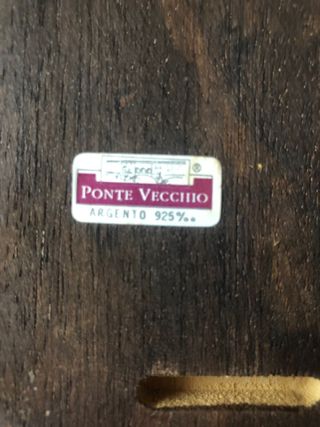 ®
PONTE VECCHIO
ARGENTO 925‰